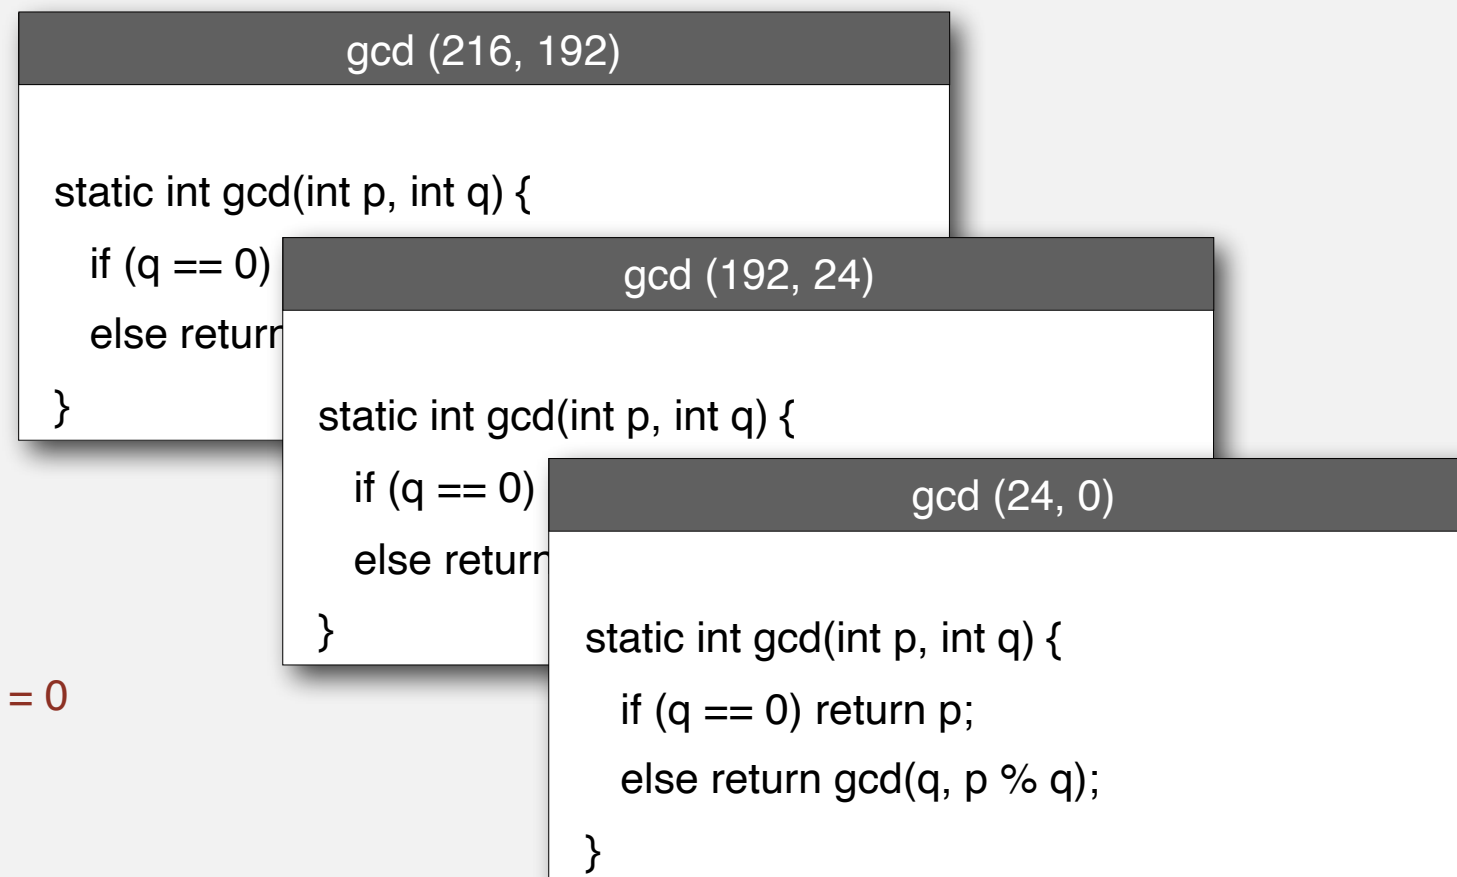 gcd (216, 192)
static int gcd(int p, int q) {
if (q == 0)
else return
}
gcd (192, 24)
static int gcd(int p, int q) {
if (q == 0)
else return
}
gcd (24, 0)
static int gcd(int p, int q) {
if (q == 0) return p;
else return gcd(q, p % q);
}
= 0